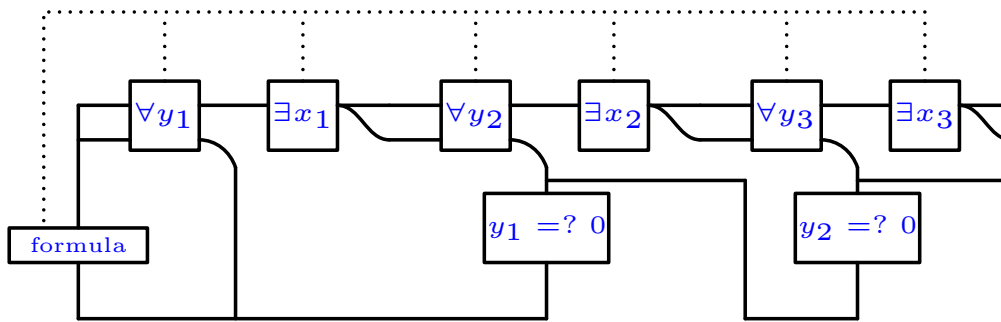 ∀y₁ ∃x₁ ∀y₂ ∃x₂ ∀y₃ ∃x₃
formula
y₁ =? 0
y₂ =? 0